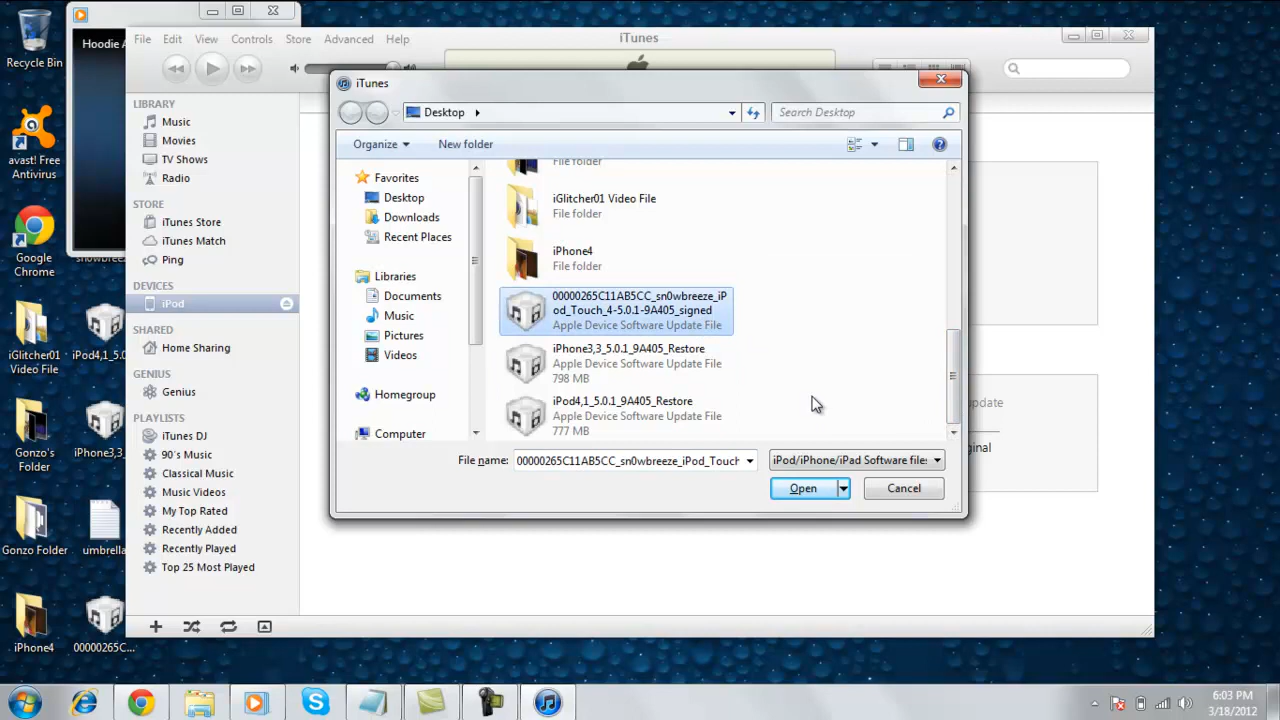 Recycle Bin
avast! Free
Antivirus
Google
Chrome
iGlitcher01
Video File
Gonzo's
Folder
Gonzo Folder
iPhone4
iPod4,1_5.0.
iPhone3,3
umbrella
00000265C...
Hoodie A
File Edit View Controls Store Advanced Help
iTunes
LIBRARY
Music
Movies
TV Shows
Radio
STORE
iTunes Store
iTunes Match
Ping
DEVICES
iPod
SHARED
Home Sharing
GENIUS
Genius
PLAYLISTS
iTunes DJ
90's Music
Classical Music
Music Videos
My Top Rated
Recently Added
Recently Played
Top 25 Most Played
iTunes
Desktop
Search Desktop
Organize
New folder
Favorites
Desktop
Downloads
Recent Places
Libraries
Documents
Music
Pictures
Videos
Homegroup
Computer
File folder
iGlitcher01 Video File
File folder
iPhone4
File folder
00000265C11AB5CC_sn0wbreeze_iP
od_Touch_4-5.0.1-9A405_signed
Apple Device Software Update File
iPhone3,3_5.0.1_9A405_Restore
Apple Device Software Update File
798 MB
iPod4,1_5.0.1_9A405_Restore
Apple Device Software Update File
777 MB
File name:
00000265C11AB5CC_sn0wbreeze_iPod_Touch
iPod/iPhone/iPad Software files
Open
Cancel
update
ginal
6:03 PM
3/18/2012